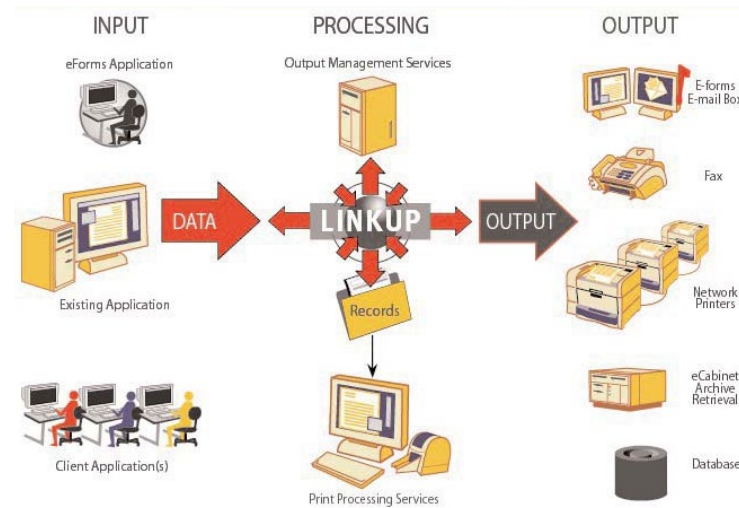 INPUT
PROCESSING
OUTPUT
eForms Application
Output Management Services
E-forms
E-mail Box
Fax
DATA
LINKUP
OUTPUT
Existing Application
Records
Network
Printers
eCabinet
Archive
Retrieval
Client Application(s)
Print Processing Services
Database